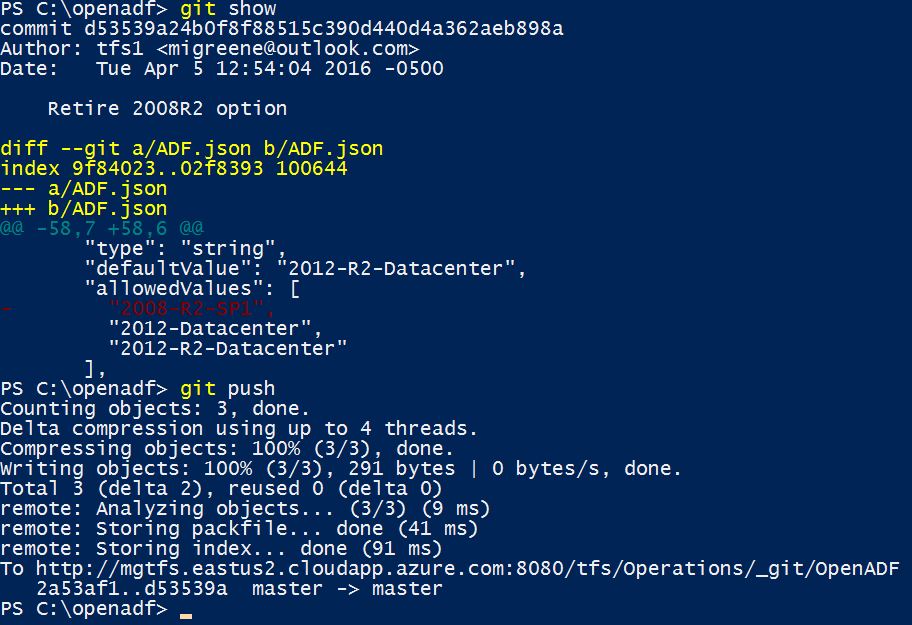 PS C:\openadf> git show
commit d53539a24b0f8f88515c390d440d4a362aeb898a
Author: tfs1 <migreene@outlook.com>
Date:   Tue Apr 5 12:54:04 2016 -0500
    Retire 2008R2 option
diff --git a/ADF.json b/ADF.json
index 9f84023..02f8393 100644
--- a/ADF.json
+++ b/ADF.json
@@ -58,7 +58,6 @@
       "type": "string",
       "defaultValue": "2012-R2-Datacenter",
       "allowedValues": [
-        "2008-R2-SP1",
         "2012-Datacenter",
         "2012-R2-Datacenter"
       ],
PS C:\openadf> git push
Counting objects: 3, done.
Delta compression using up to 4 threads.
Compressing objects: 100% (3/3), done.
Writing objects: 100% (3/3), 291 bytes | 0 bytes/s, done.
Total 3 (delta 2), reused 0 (delta 0)
remote: Analyzing objects... (3/3) (9 ms)
remote: Storing packfile... done (41 ms)
remote: Storing index... done (91 ms)
To http://mgtfs.eastus2.cloudapp.azure.com:8080/tfs/Operations/_git/OpenADF
   2a53af1..d53539a  master -> master
PS C:\openadf>